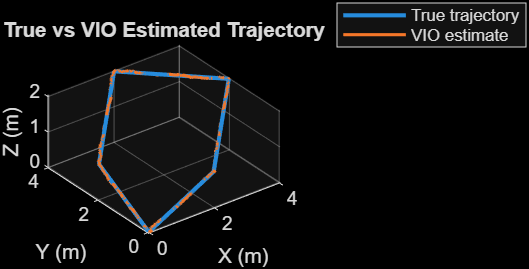 True vs VIO Estimated Trajectory
True trajectory
VIO estimate
2
1
0
Z (m)
4
2
0
Y (m)
0
2
4
X (m)